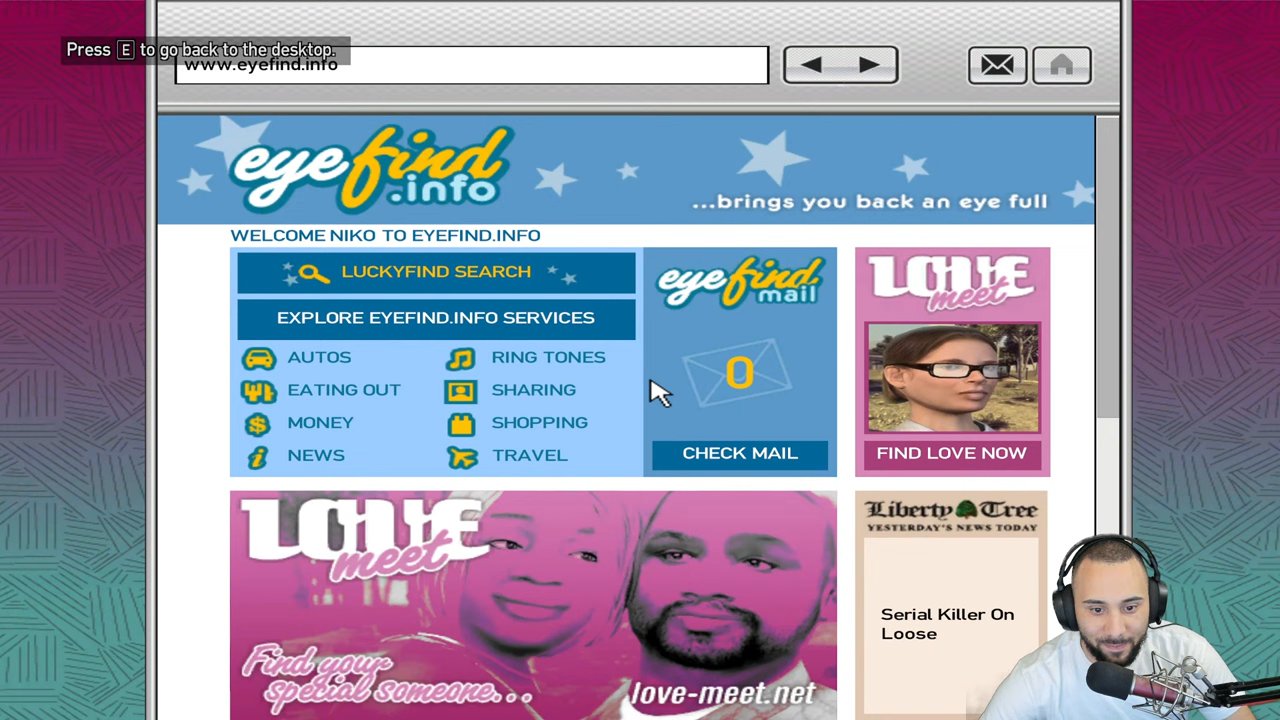 Press E to go back to the desktop.
www.eyefind.info
eyefind
.info
...brings you back an eye full
WELCOME NIKO TO EYEFIND.INFO
LUCKYFIND SEARCH
EXPLORE EYEFIND.INFO SERVICES
AUTOS
RING TONES
EATING OUT
SHARING
MONEY
SHOPPING
NEWS
TRAVEL
eyefind
mail
0
CHECK MAIL
LOVE
meet
FIND LOVE NOW
LOVE
meet
Find your
special someone...
love-meet.net
Liberty Tree
YESTERDAY'S NEWS TODAY
Serial Killer On
Loose